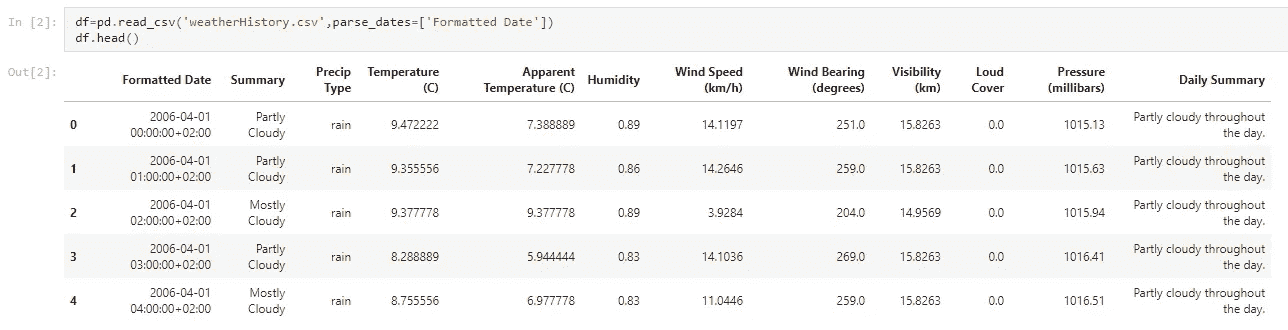 In [2]: df=pd.read_csv('weatherHistory.csv',parse_dates=['Formatted Date'])
df.head()
Out[2]:
Formatted Date Summary Precip Type Temperature (C) Apparent Temperature (C) Humidity Wind Speed (km/h) Wind Bearing (degrees) Visibility (km) Loud Cover Pressure (millibars) Daily Summary
0 2006-04-01 00:00:00+02:00 Partly Cloudy rain 9.472222 7.388889 0.89 14.1197 251.0 15.8263 0.0 1015.13 Partly cloudy throughout the day.
1 2006-04-01 01:00:00+02:00 Partly Cloudy rain 9.355556 7.227778 0.86 14.2646 259.0 15.8263 0.0 1015.63 Partly cloudy throughout the day.
2 2006-04-01 02:00:00+02:00 Mostly Cloudy rain 9.377778 9.377778 0.89 3.9284 204.0 14.9569 0.0 1015.94 Partly cloudy throughout the day.
3 2006-04-01 03:00:00+02:00 Partly Cloudy rain 8.288889 5.944444 0.83 14.1036 269.0 15.8263 0.0 1016.41 Partly cloudy throughout the day.
4 2006-04-01 04:00:00+02:00 Mostly Cloudy rain 8.755556 6.977778 0.83 11.0446 259.0 15.8263 0.0 1016.51 Partly cloudy throughout the day.